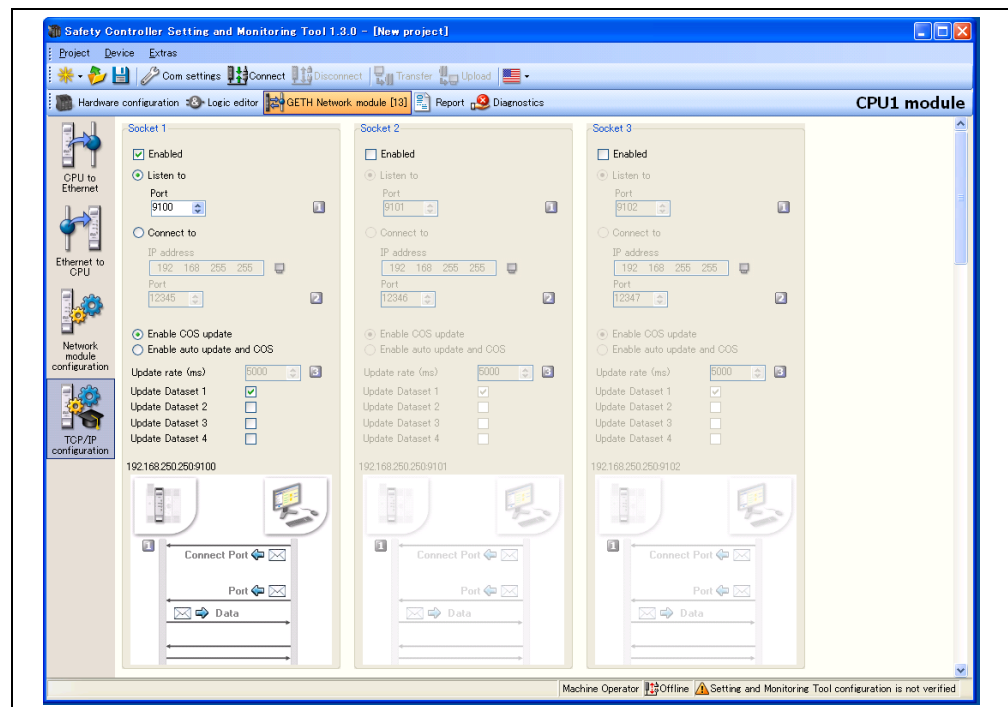 Safety Controller Setting and Monitoring Tool 1.3.0 - [New project]
Project Device Extras
Com settings Connect Disconnect Transfer Upload
Hardware configuration Logic editor GETH Network module [13] Report Diagnostics CPU1 module
CPU to
Ethernet
Ethernet to
CPU
Network
module
configuration
TCP/IP
configuration
Socket 1
Enabled
Listen to
Port
9100
1
Connect to
IP address
192 168 255 255
Port
12345
2
Enable COS update
Enable auto update and COS
Update rate (ms) 5000 3
Update Dataset 1
Update Dataset 2
Update Dataset 3
Update Dataset 4
192.168.250.250:9100
1
Connect Port
Port
Data
Socket 2
Enabled
Listen to
Port
9101
1
Connect to
IP address
192 168 255 255
Port
12346
2
Enable COS update
Enable auto update and COS
Update rate (ms) 5000 3
Update Dataset 1
Update Dataset 2
Update Dataset 3
Update Dataset 4
192.168.250.250:9101
1
Connect Port
Port
Data
Socket 3
Enabled
Listen to
Port
9102
1
Connect to
IP address
192 168 255 255
Port
12347
2
Enable COS update
Enable auto update and COS
Update rate (ms) 5000 3
Update Dataset 1
Update Dataset 2
Update Dataset 3
Update Dataset 4
192.168.250.250:9102
1
Connect Port
Port
Data
Machine Operator Offline Setting and Monitoring Tool configuration is not verified